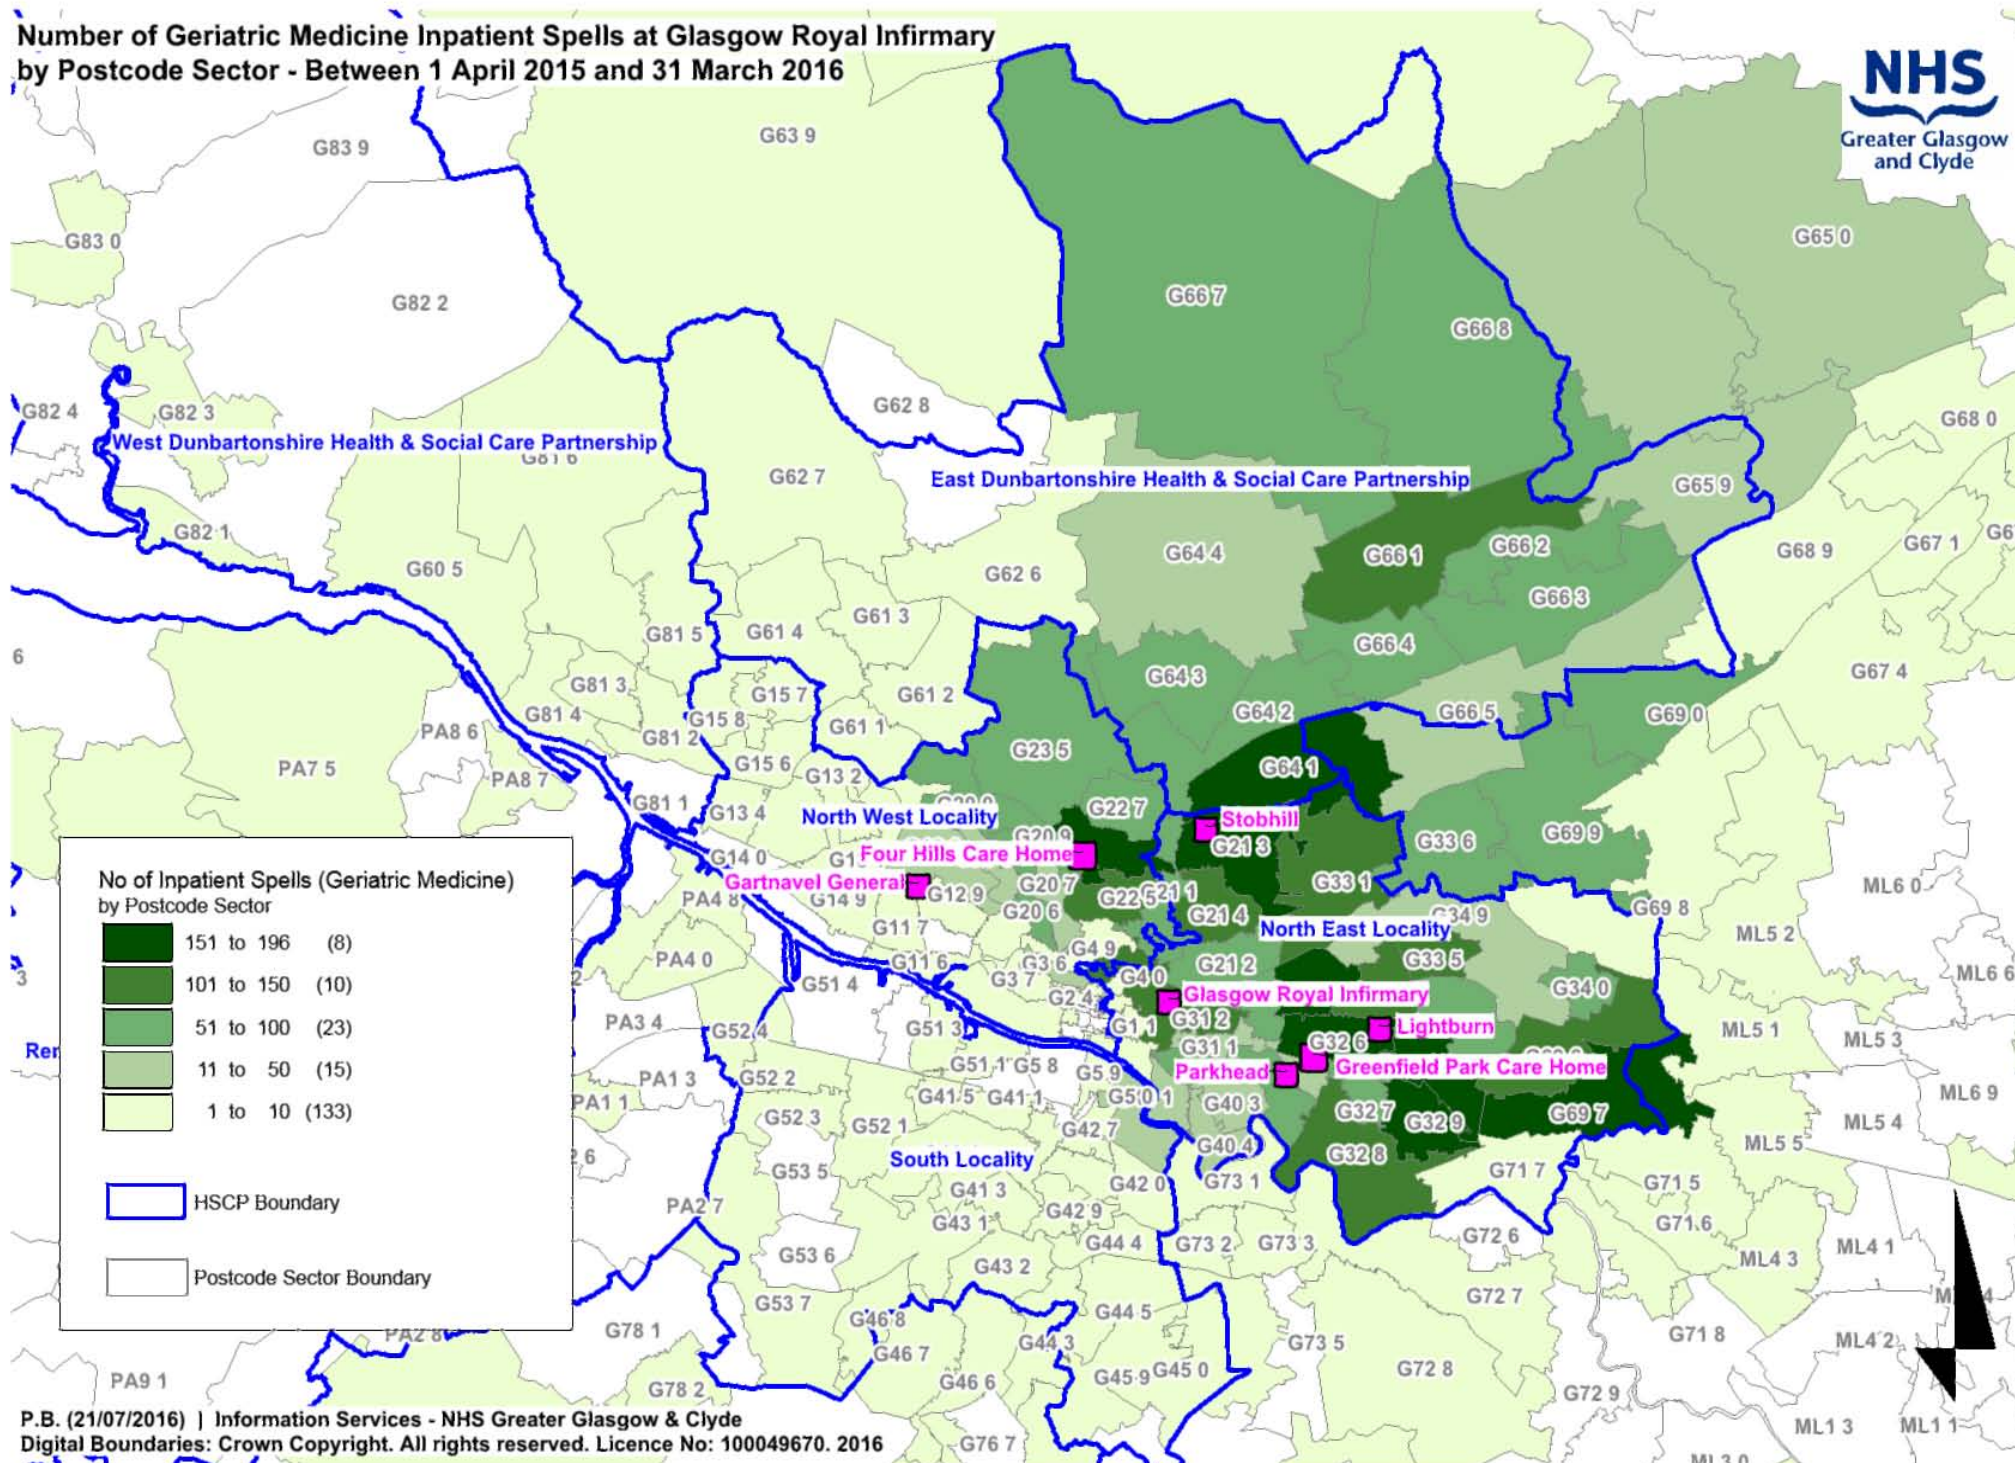 Number of Geriatric Medicine Inpatient Spells at Glasgow Royal Infirmary
by Postcode Sector - Between 1 April 2015 and 31 March 2016
NHS
Greater Glasgow
and Clyde
G83 9
G63 9
G83 0
G65 0
G82 2
G66 7
G66 8
G82 4
G82 3
G62 8
G68 0
West Dunbartonshire Health & Social Care Partnership
G81 6
G62 7
East Dunbartonshire Health & Social Care Partnership
G65 9
G82 1
G60 5
G62 6
G64 4
G66 1
G66 2
G68 9
G67 1
G66 3
G61 3
G81 5
G61 4
G66 4
6
G67 4
G81 3
G15 7
G61 2
G64 3
G81 4
G15 8
G61 1
G64 2
G66 5
G69 0
PA8 6
G81 2
PA7 5
PA8 7
G15 6
G13 2
G23 5
G64 1
G81 1
G13 4
North West Locality
G22 7
Stobhill
G20 9
G21 3
G33 6
G69 9
G14 0
Four Hills Care Home
Gartnavel General
G12 9
G20 7
G22 5
G21 1
G33 1
ML6 0
PA4 8
G14 9
G20 6
G21 4
G34 9
G69 8
G11 7
North East Locality
ML5 2
PA4 0
G11 6
G3 6
G4 9
G21 2
G33 5
ML6 6
3
G51 4
G3 7
G4 0
G34 0
G2 4
Glasgow Royal Infirmary
PA3 4
G52 4
G51 3
G1 1
G31 2
Lightburn
ML5 1
ML5 3
Ren
G31 1
G32 6
G51 1
G5 8
G5 9
Parkhead
Greenfield Park Care Home
PA1 3
G52 2
PA1 1
G41 5
G41 1
G5 0
1
G40 3
G32 7
G32 9
G69 7
ML6 9
G52 3
G52 1
G42 7
G40 4
ML5 4
ML5 5
South Locality
G32 8
G53 5
G42 0
G73 1
G71 7
G71 5
PA2 7
G41 3
G43 1
G42 9
G71 6
G53 6
G44 4
G73 2
G73 3
G72 6
ML4 3
ML4 1
G43 2
G53 7
G46 8
G44 5
G72 7
PA2 8
G78 1
G46 7
G44 3
G73 5
G71 8
ML4 2
PA9 1
G78 2
G46 6
G45 9
G45 0
G72 8
G72 9
G76 7
ML1 3
ML1 1
ML3 0
No of Inpatient Spells (Geriatric Medicine)
by Postcode Sector
151 to 196 (8)
101 to 150 (10)
51 to 100 (23)
11 to 50 (15)
1 to 10 (133)
HSCP Boundary
Postcode Sector Boundary
P.B. (21/07/2016) | Information Services - NHS Greater Glasgow & Clyde
Digital Boundaries: Crown Copyright. All rights reserved. Licence No: 100049670. 2016